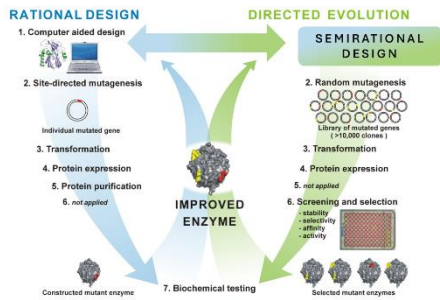 RATIONAL DESIGN
1. Computer aided design
2. Site-directed mutagenesis
Individual mutated gene
3. Transformation
4. Protein expression
5. Protein purification
6. not applied
Constructed mutant enzyme
IMPROVED
ENZYME
7. Biochemical testing
DIRECTED EVOLUTION
SEMIRATIONAL
DESIGN
2. Random mutagenesis
Library of mutated genes
(>10,000 clones)
3. Transformation
4. Protein expression
5. not applied
6. Screening and selection
- stability
- selectivity
- affinity
- activity
Selected mutant enzymes